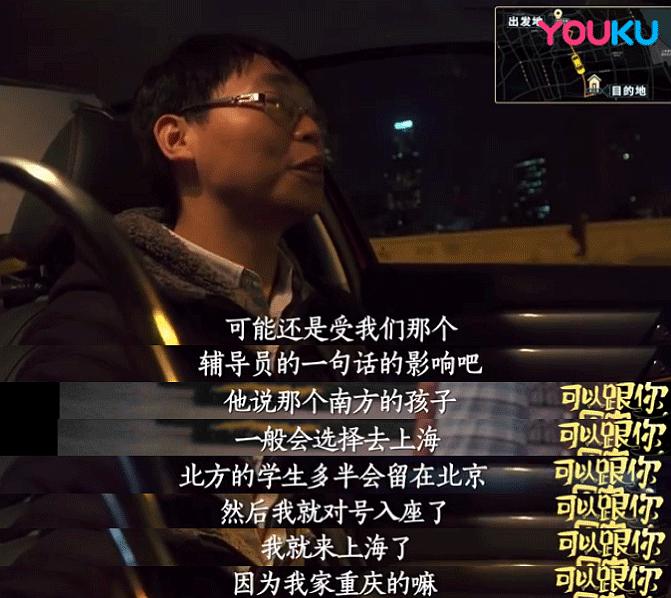 出发地
YOUKU
目的地
可能还是受我们那个
辅导员的一句话的影响吧
他说那个南方的孩子
可以跟你
一般会选择去上海
可以跟你
北方的学生多半会留在北京
可以跟你
然后我就对号入座了
可以跟你
我就来上海了
可以跟你
因为我家重庆的嘛
可以跟你